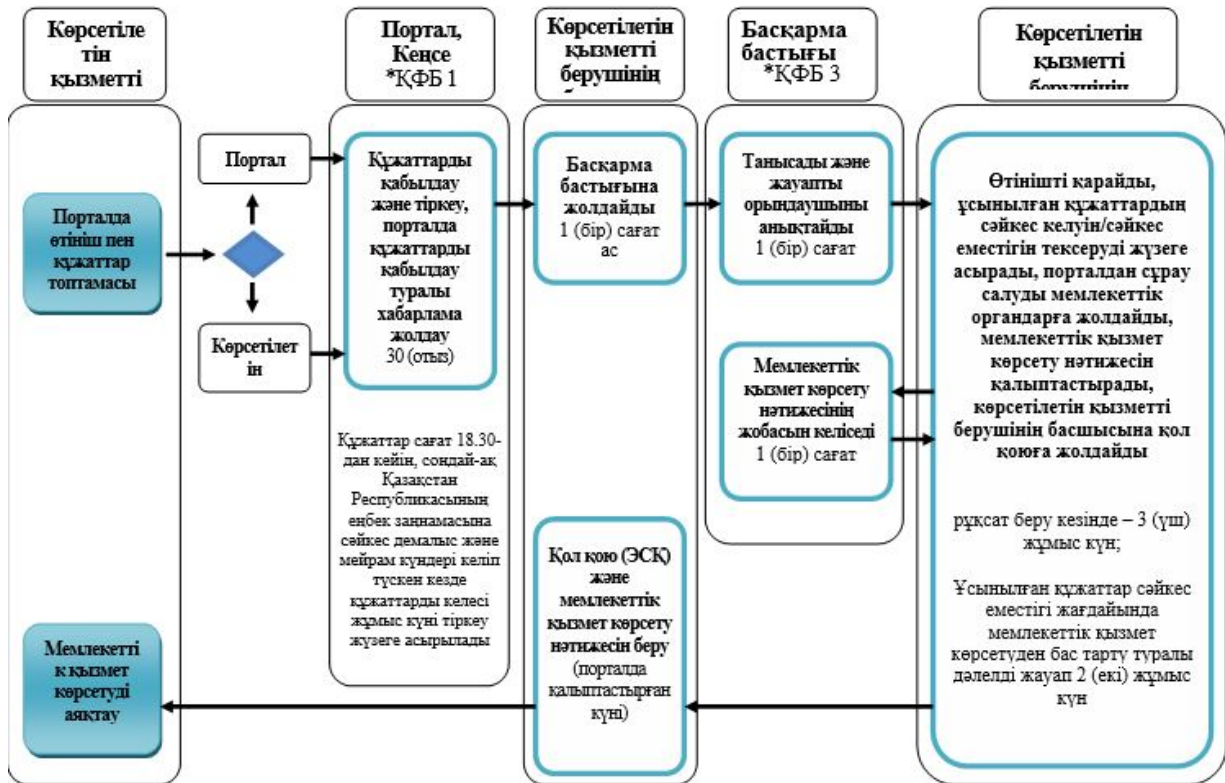 Көрсетіле
тін
қызметті
Портал,
Кеңсе
*ҚФБ 1
Көрсетілетін
қызметті
берушінің
Басқарма
бастығы
*ҚФБ 3
Көрсетілетін
қызметті
берушінің
Порталда
өтініш пен
құжаттар
топтамасы
Портал
Көрсетілет
ін
Құжаттарды
қабылдау
және тіркеу,
порталда
құжаттарды
қабылдау
туралы
хабарлама
жолдау
30 (отыз)
Құжаттар сағат 18.30-
дан кейін, сондай-ақ
Қазақстан
Республикасының
еңбек заңнамасына
сәйкес демалыс және
мейрам күндері келіп
түскен кезде
құжаттарды келесі
жұмыс күні тіркеу
жүзеге асырылады
Басқарма
бастығына
жолдайды
1 (бір) сағат
ас
Танысады және
жауапты
орындаушыны
анықтайды
1 (бір) сағат
Мемлекеттік
қызмет көрсету
нәтижесінің
жобасын келіседі
1 (бір) сағат
Өтінішті қарайды,
ұсынылған құжаттардың
сәйкес келуін/сәйкес
еместігін тексеруді жүзеге
асырады, порталдан сұрау
салуды мемлекеттік
органдарға жолдайды,
мемлекеттік қызмет
көрсету нәтижесін
қалыптастырады,
көрсетілетін қызметті
берушінің басшысына қол
қоюға жолдайды
рұқсат беру кезінде – 3 (үш)
жұмыс күн;
Ұсынылған құжаттар сәйкес
еместігі жағдайында
мемлекеттік қызмет
көрсетуден бас тарту туралы
дәлелді жауап 2 (екі) жұмыс
күн
Қол қою (ЭСҚ)
және
мемлекеттік
қызмет көрсету
нәтижесін беру
(порталда
қалыптастырған
күні)
Мемлекетті
к қызмет
көрсетуді
аяқтау